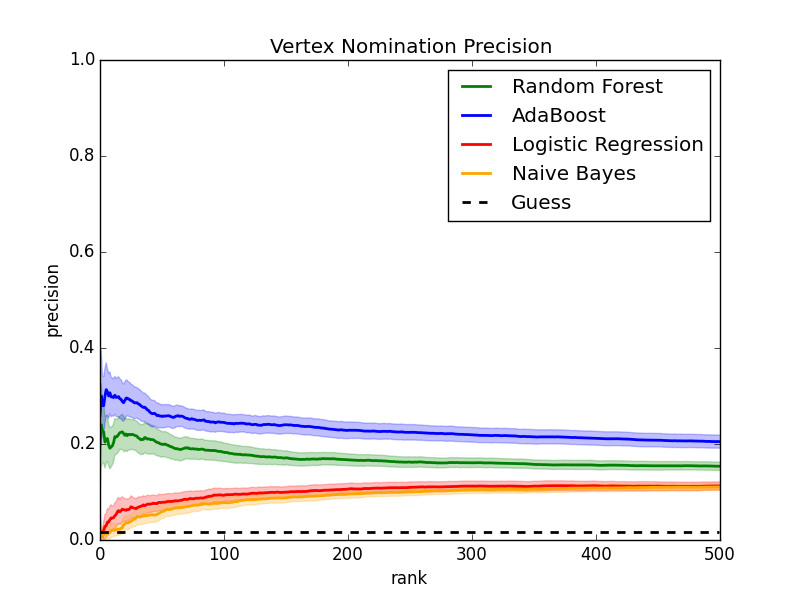 Vertex Nomination Precision
1.0
0.8
0.6
0.4
0.2
0.0
precision
Random Forest
AdaBoost
Logistic Regression
Naive Bayes
Guess
0
100
200
300
400
500
rank